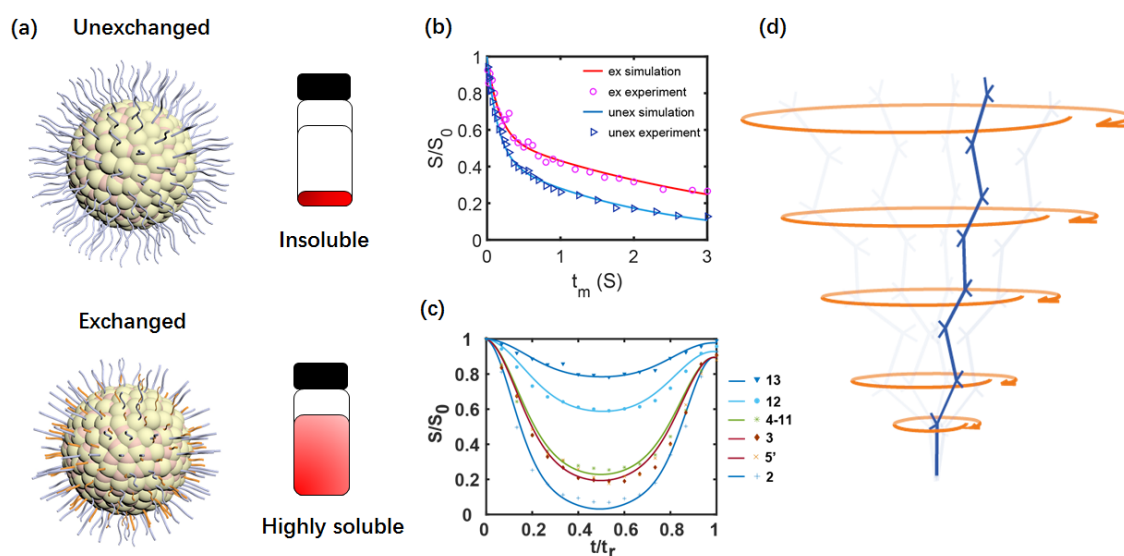 (a)
Unexchanged
Insoluble
Exchanged
Highly soluble
(b)
S/S0
1
0.8
0.6
0.4
0.2
0
0
1
2
3
tm (S)
ex simulation
ex experiment
unex simulation
unex experiment
(c)
S/S0
1
0.8
0.6
0.4
0.2
0
0
0.2
0.4
0.6
0.8
1
t/tr
13
12
4-11
3
5'
2
(d)